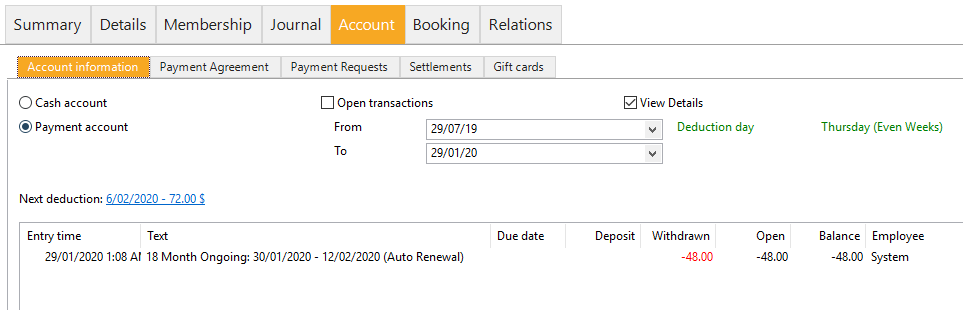 Summary Details Membership Journal Account Booking Relations
Account information Payment Agreement Payment Requests Settlements Gift cards
Cash account Open transactions View Details
Payment account From 29/07/19 Deduction day Thursday (Even Weeks)
To 29/01/20
Next deduction: 6/02/2020 - 72.00 $
Entry time Text Due date Deposit Withdrawn Open Balance Employee
29/01/2020 1:08 AM 18 Month Ongoing: 30/01/2020 - 12/02/2020 (Auto Renewal) -48.00 -48.00 -48.00 System